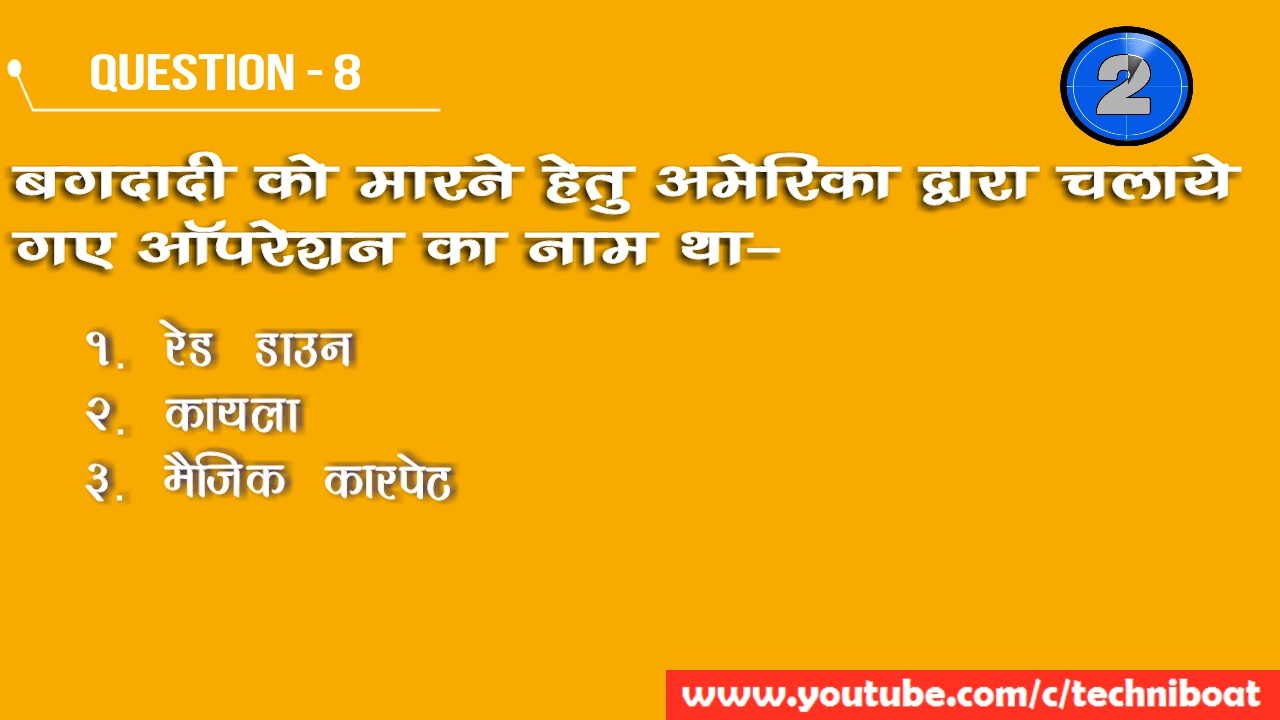 QUESTION - 8
2
बगदादी को मारने हेतु अमेरिका द्वारा चलाये
गए ऑपरेशन का नाम था-
१. रेड डाउन
२. कायला
३. मैजिक कारपेट
www.youtube.com/c/techniboat